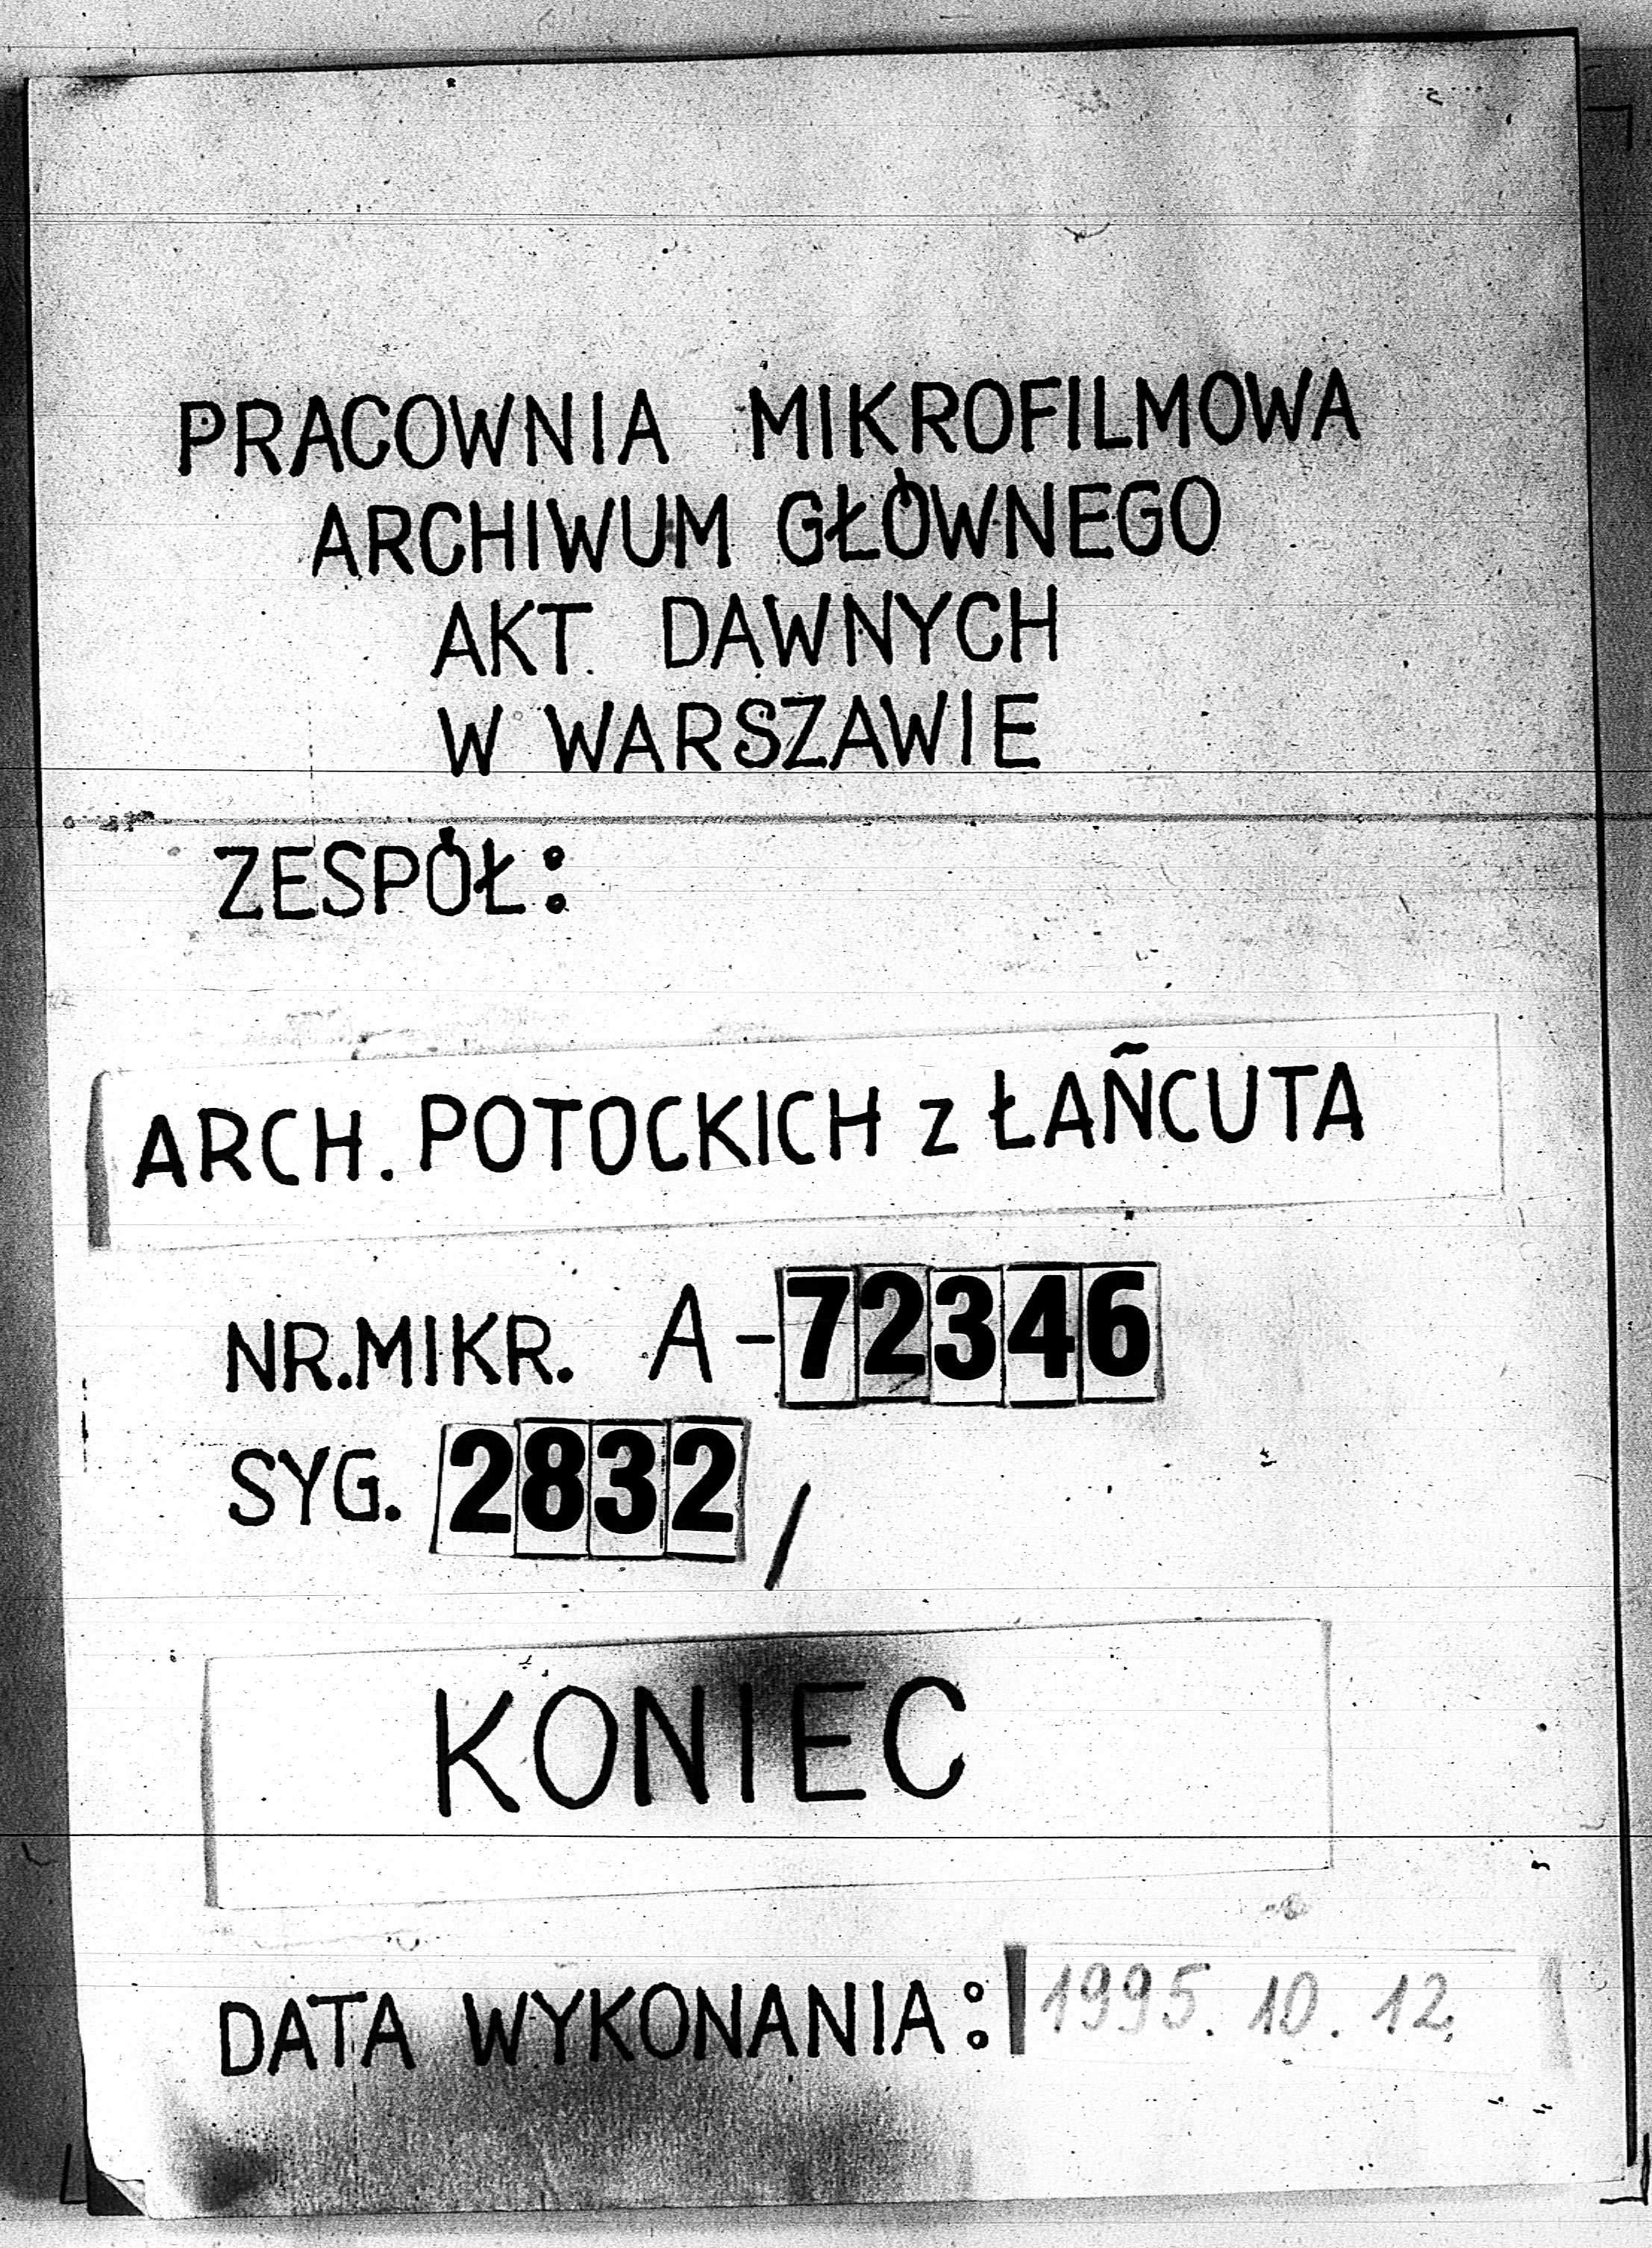 PRACOWNIA MIKROFILMOWA
ARCHIWUM GŁÓWNEGO
AKT DAWNYCH
W WARSZAWIE
ZESPÓŁ:
ARCH. POTOCKICH z ŁAŃCUTA
NR.MIKR. A-72346
SYG. 2832/
KONIEC
DATA WYKONANIA: 1995.10.12.